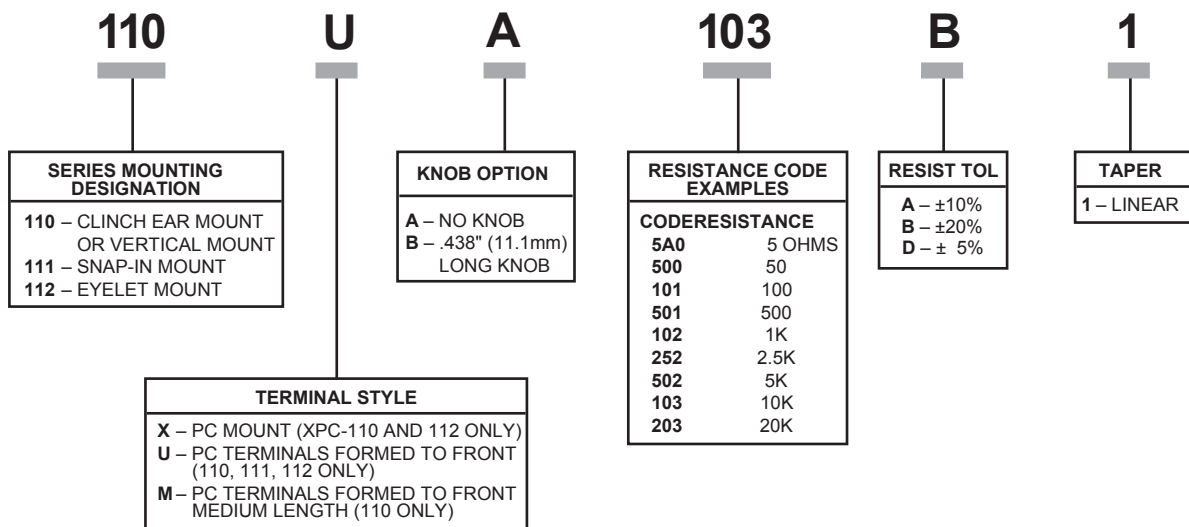 110 U A 103 B 1
SERIES MOUNTING
DESIGNATION
110 – CLINCH EAR MOUNT
OR VERTICAL MOUNT
111 – SNAP-IN MOUNT
112 – EYELET MOUNT
TERMINAL STYLE
X – PC MOUNT (XPC-110 AND 112 ONLY)
U – PC TERMINALS FORMED TO FRONT
(110, 111, 112 ONLY)
M – PC TERMINALS FORMED TO FRONT
MEDIUM LENGTH (110 ONLY)
KNOB OPTION
A – NO KNOB
B – .438" (11.1mm)
LONG KNOB
RESISTANCE CODE
EXAMPLES
CODERESISTANCE
5A0 5 OHMS
500 50
101 100
501 500
102 1K
252 2.5K
502 5K
103 10K
203 20K
RESIST TOL
A – ±10%
B – ±20%
D – ± 5%
TAPER
1 – LINEAR